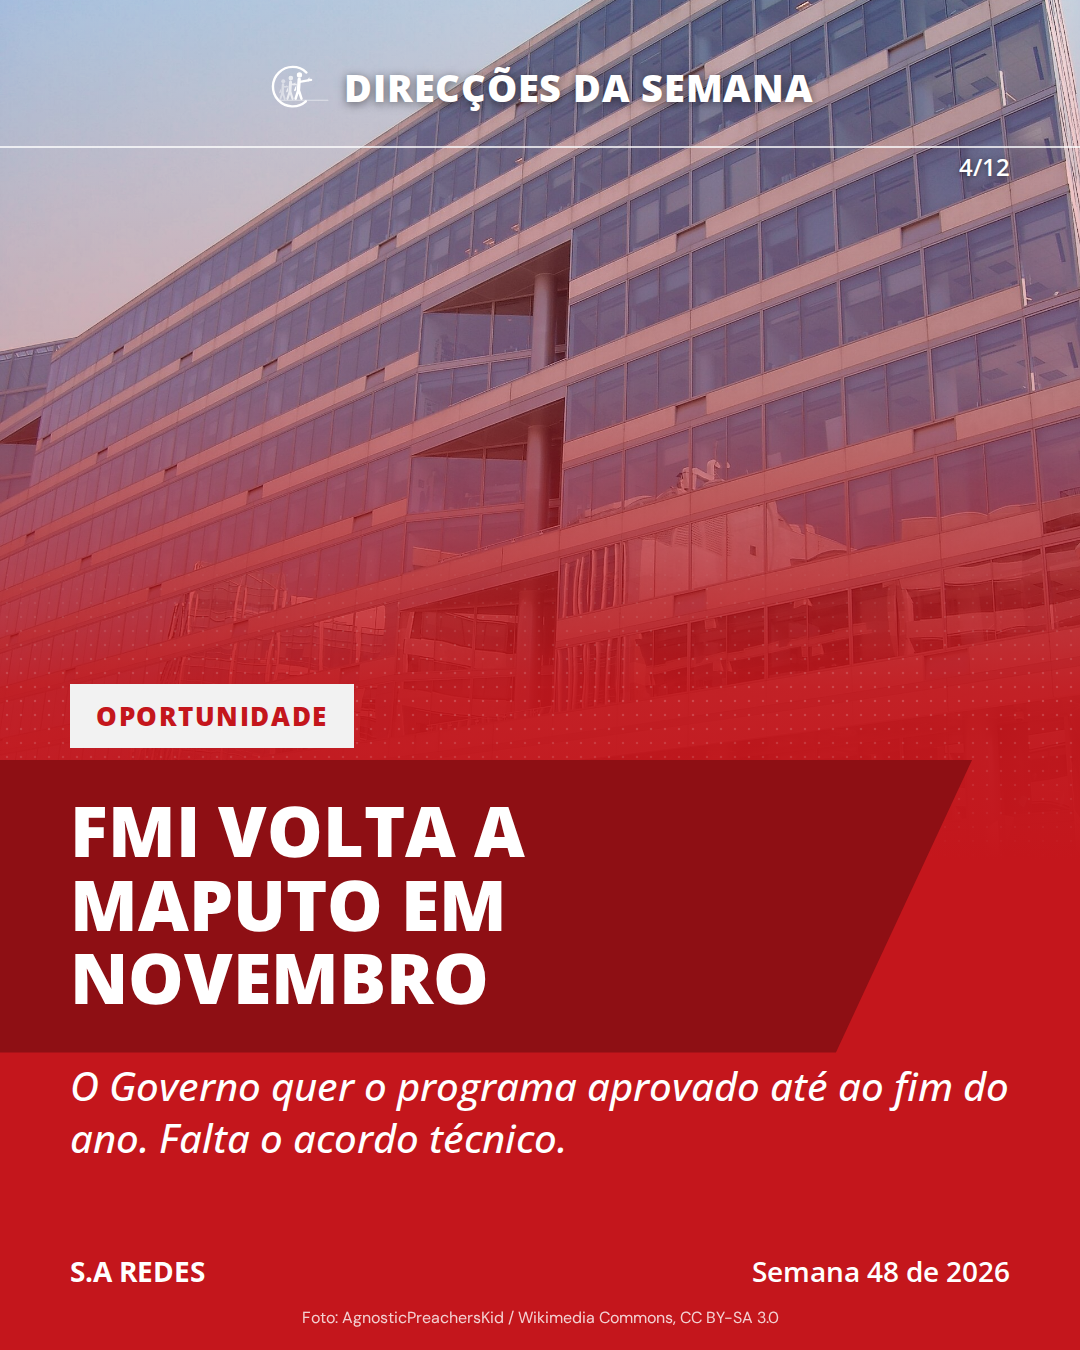 DIRECÇÕES DA SEMANA
4/12
OPORTUNIDADE
FMI VOLTA A
MAPUTO EM
NOVEMBRO
O Governo quer o programa aprovado até ao fim do
ano. Falta o acordo técnico.
S.A REDES
Semana 48 de 2026
Foto: AgnosticPreachersKid / Wikimedia Commons, CC BY-SA 3.0